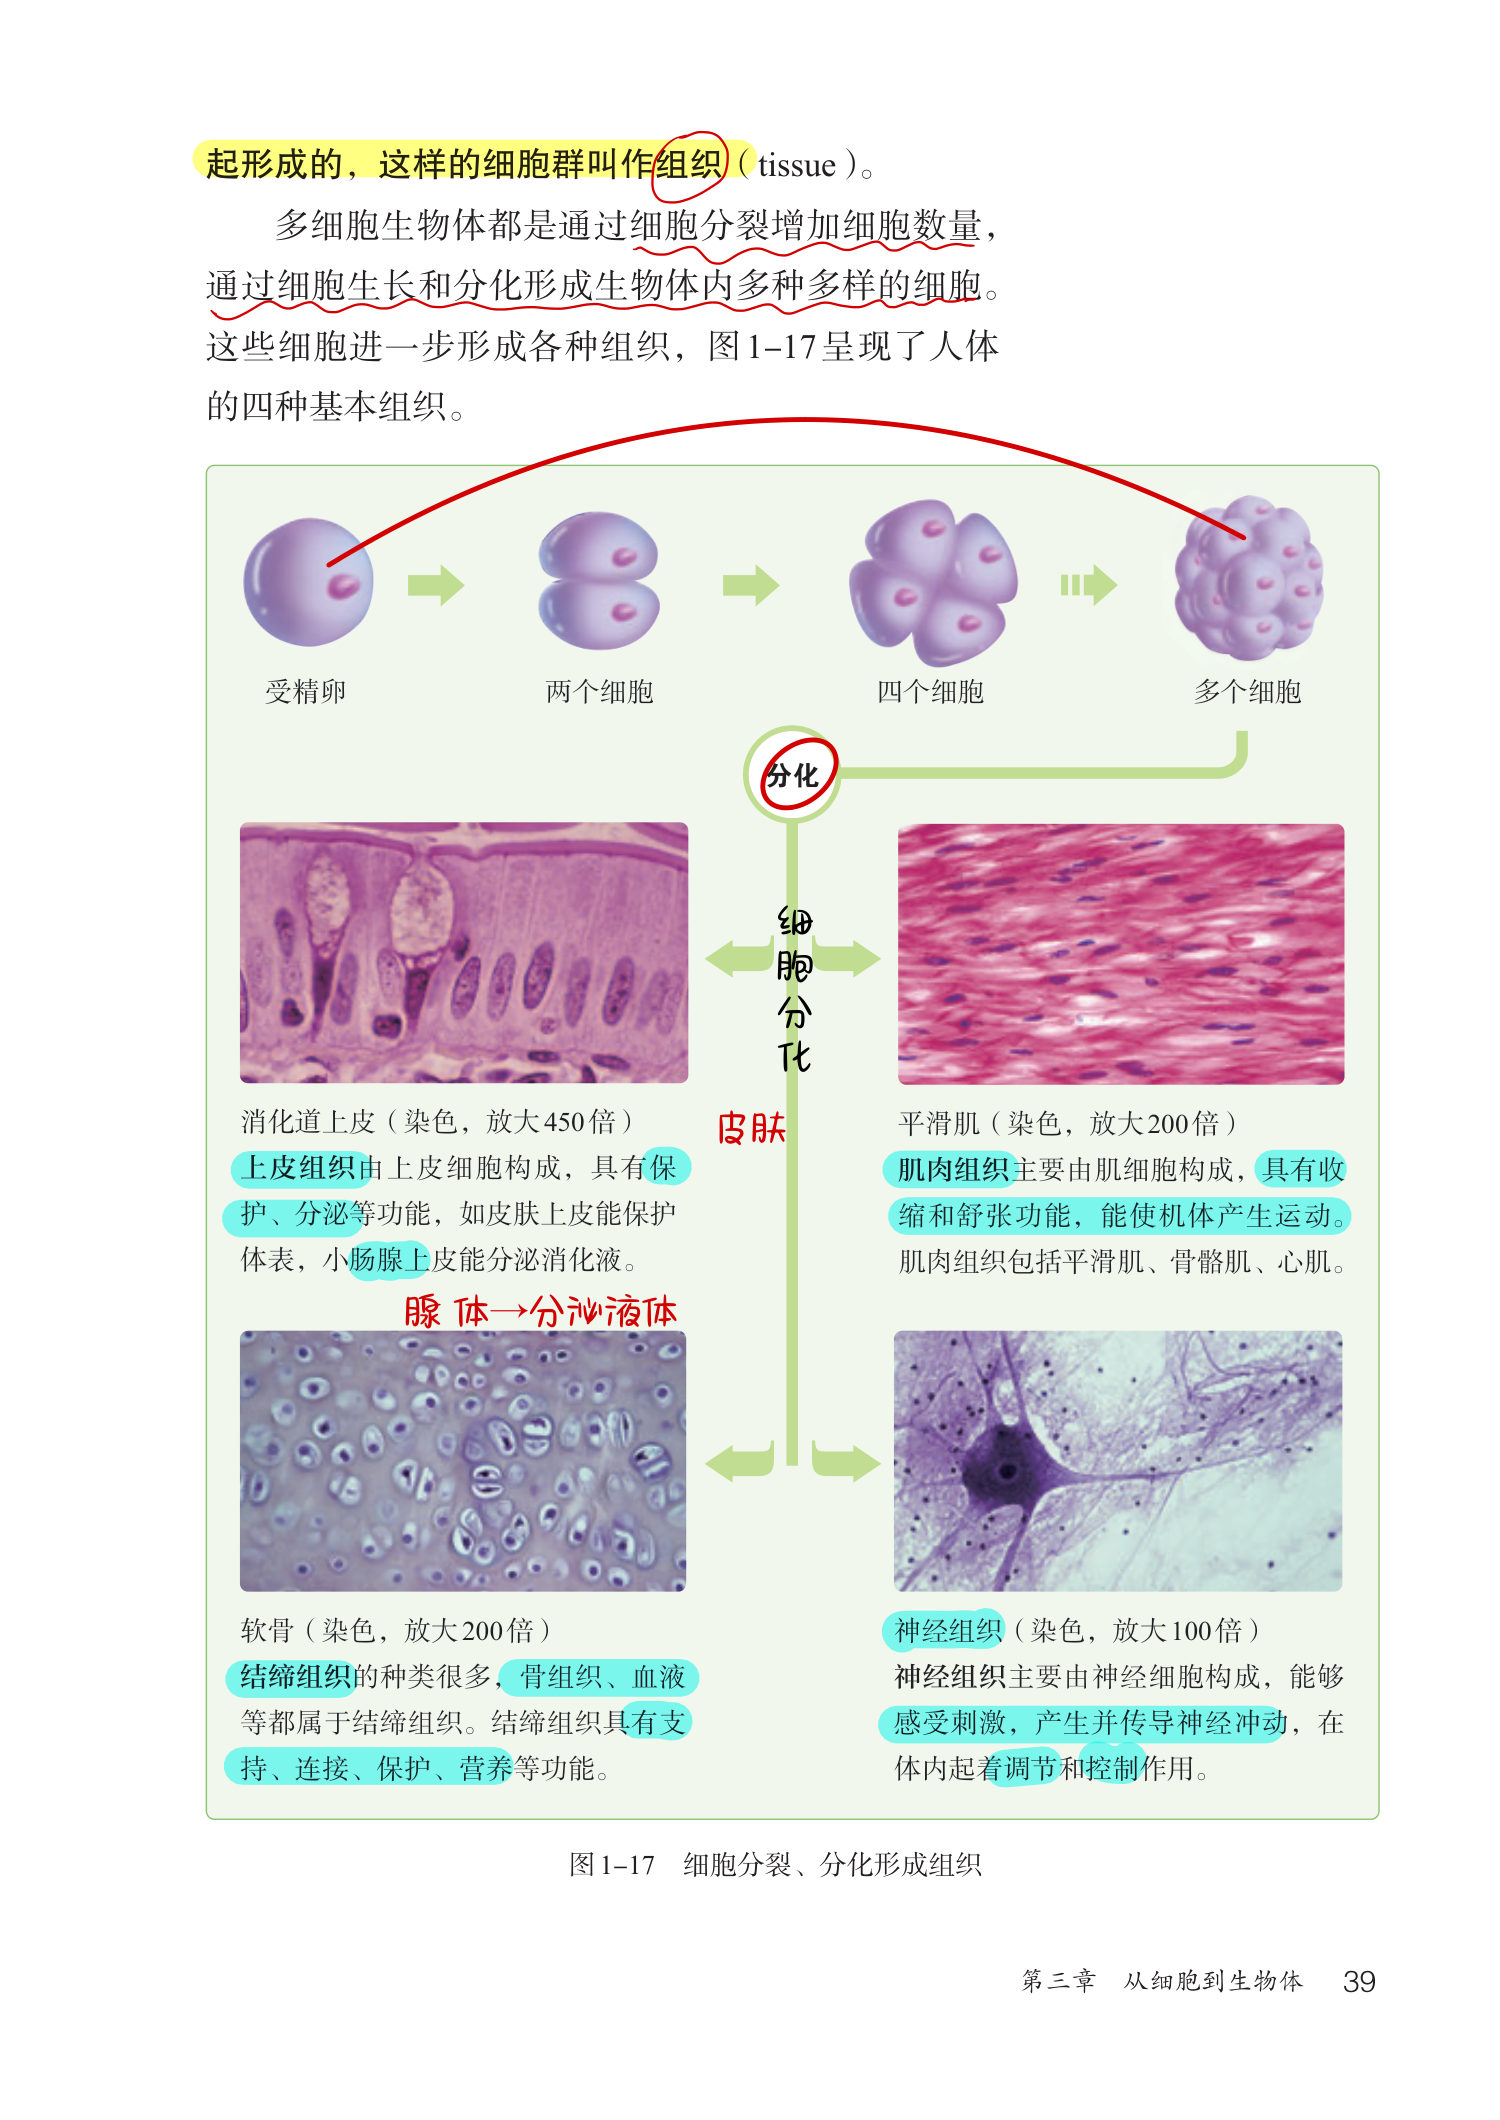 起形成的，这样的细胞群叫作组织（tissue）。
多细胞生物体都是通过细胞分裂增加细胞数量，
通过细胞生长和分化形成生物体内多种多样的细胞。
这些细胞进一步形成各种组织，图1-17呈现了人体
的四种基本组织。
受精卵
两个细胞
四个细胞
多个细胞
分化
细胞分化
消化道上皮（染色，放大450倍）
上皮组织由上皮细胞构成，具有保
护、分泌等功能，如皮肤上皮能保护
体表，小肠腺上皮能分泌消化液。
皮肤
腺体→分泌液体
平滑肌（染色，放大200倍）
肌肉组织主要由肌细胞构成，具有收
缩和舒张功能，能使机体产生运动。
肌肉组织包括平滑肌、骨骼肌、心肌。
软骨（染色，放大200倍）
结缔组织的种类很多，骨组织、血液
等都属于结缔组织。结缔组织具有支
持、连接、保护、营养等功能。
神经组织（染色，放大100倍）
神经组织主要由神经细胞构成，能够
感受刺激，产生并传导神经冲动，在
体内起着调节和控制作用。
图1-17 细胞分裂、分化形成组织
第三章 从细胞到生物体 39